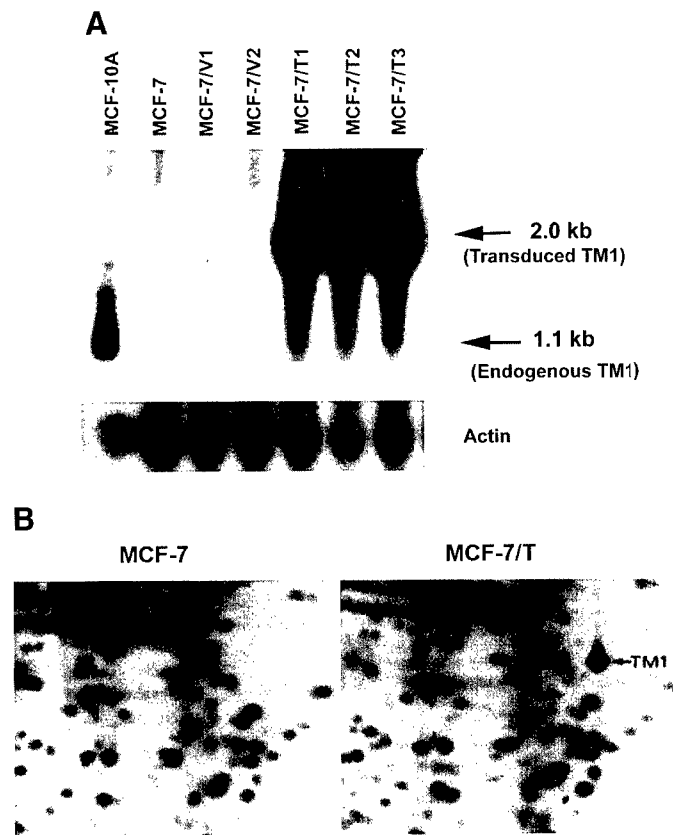 A
MCF-10A
MCF-7
MCF-7/V1
MCF-7/V2
MCF-7/T1
MCF-7/T2
MCF-7/T3
2.0 kb
(Transduced TM1)
1.1 kb
(Endogenous TM1)
Actin
B
MCF-7
MCF-7/T
TM1